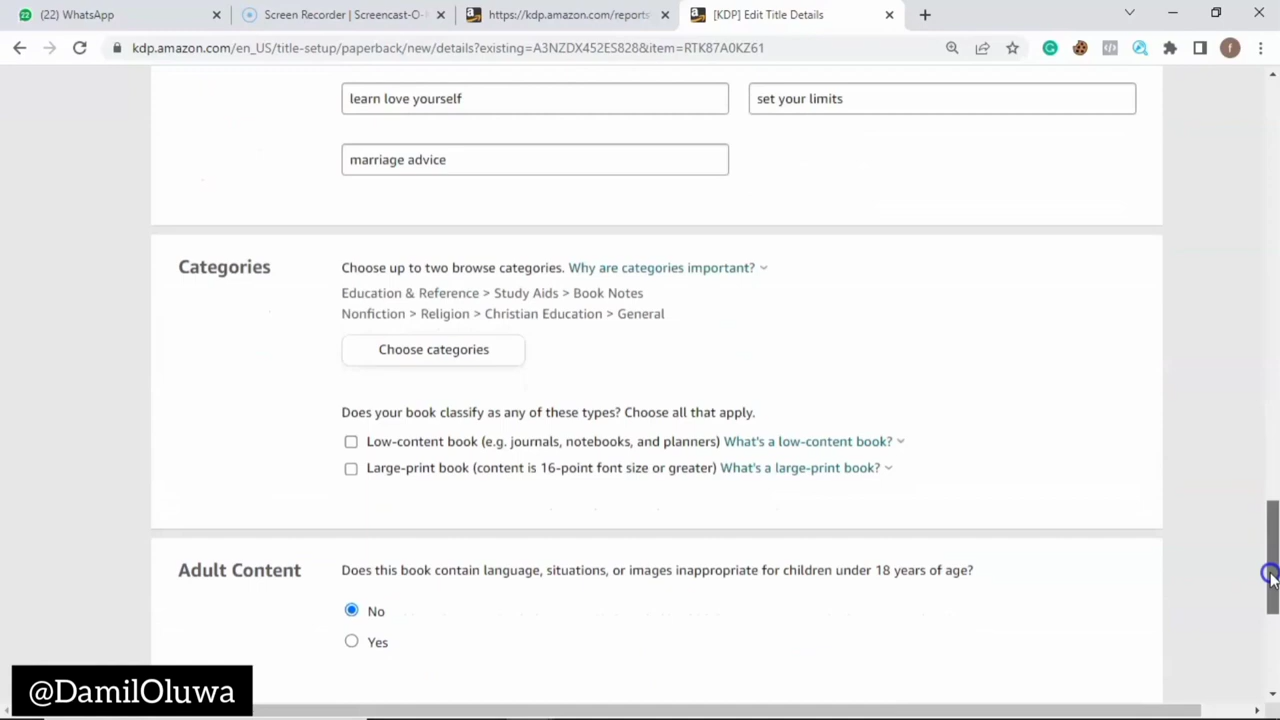 (22) WhatsApp
Screen Recorder | Screencast-O-
https://kdp.amazon.com/reports
[KDP] Edit Title Details
kdp.amazon.com/en_US/title-setup/paperback/new/details?existing=A3NZDX452ES828&item=RTK87A0KZ61
learn love yourself
set your limits
marriage advice
Categories
Choose up to two browse categories. Why are categories important?
Education & Reference > Study Aids > Book Notes
Nonfiction > Religion > Christian Education > General
Choose categories
Does your book classify as any of these types? Choose all that apply.
Low-content book (e.g. journals, notebooks, and planners) What's a low-content book?
Large-print book (content is 16-point font size or greater) What's a large-print book?
Adult Content
Does this book contain language, situations, or images inappropriate for children under 18 years of age?
No
Yes
@DamilOluwa